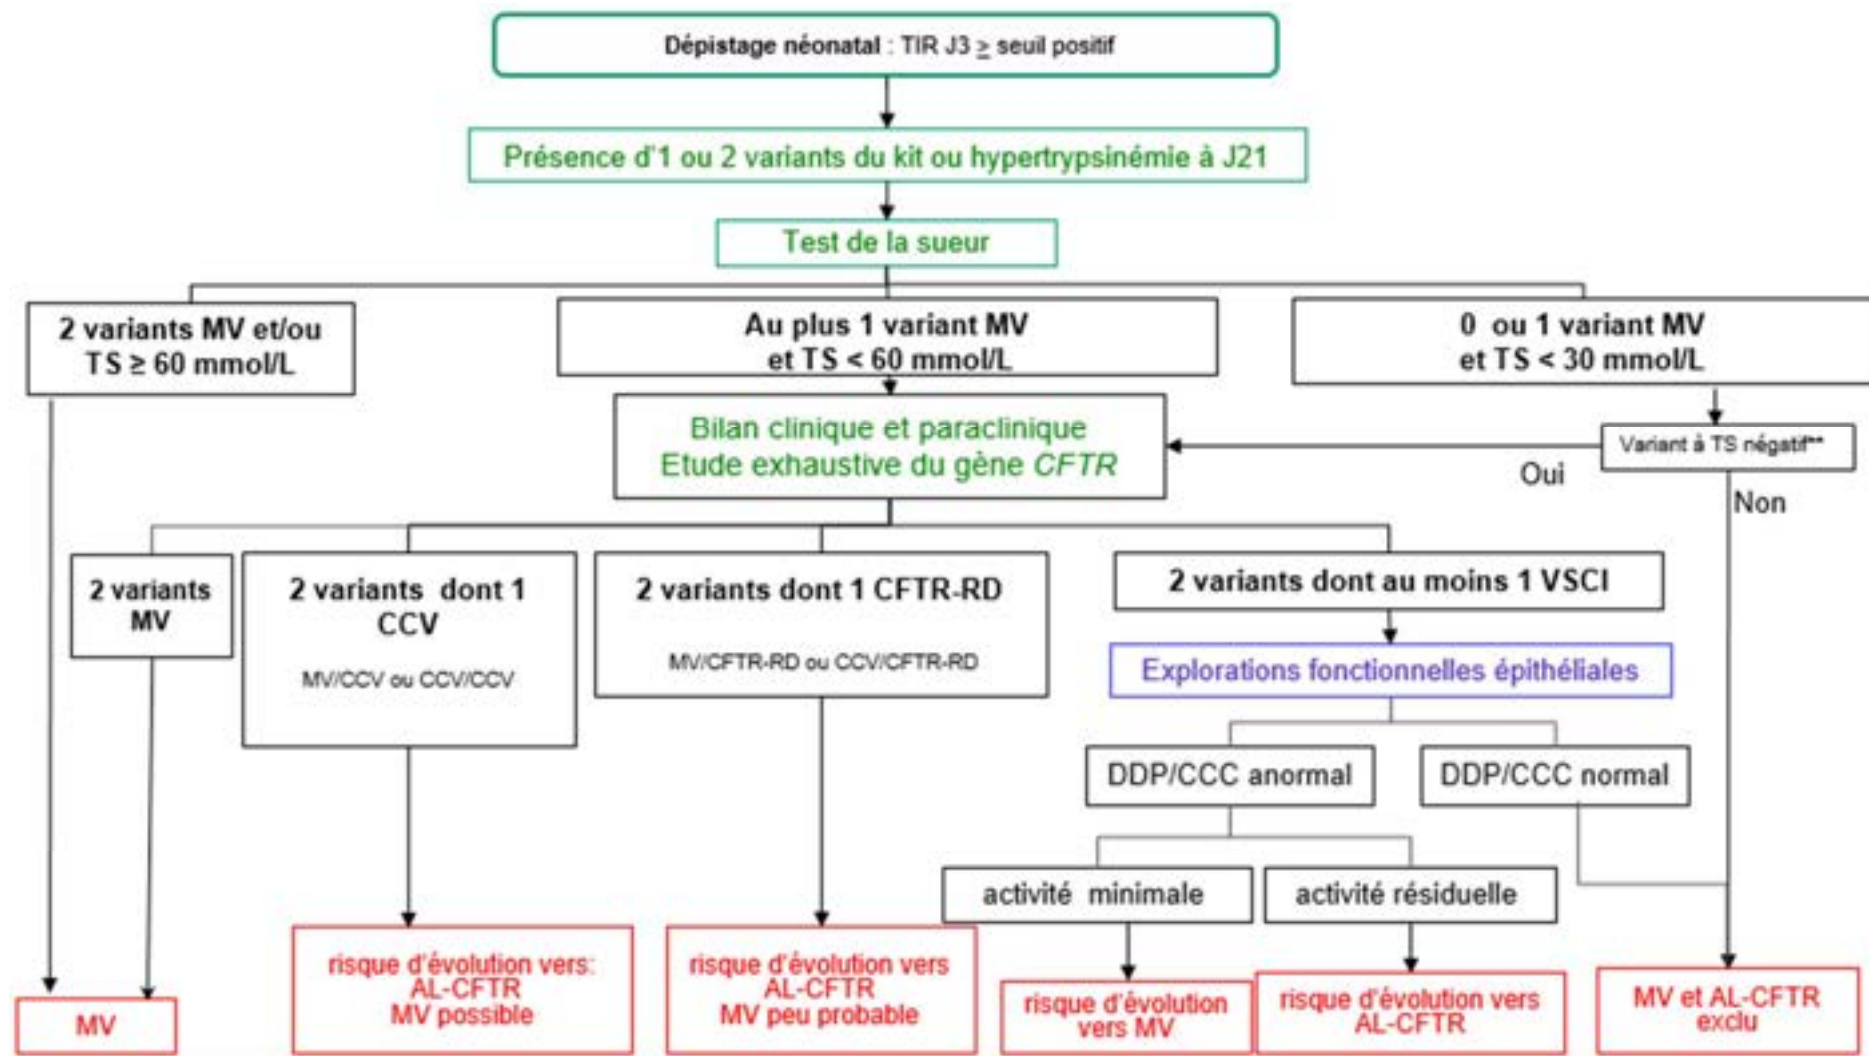 Dépistage néonatal : TIR J3 ≥ seuil positif
Présence d'1 ou 2 variants du kit ou hypertrypsinémie à J21
Test de la sueur
2 variants MV et/ou
TS ≥ 60 mmol/L
Au plus 1 variant MV
et TS < 60 mmol/L
0 ou 1 variant MV
et TS < 30 mmol/L
Bilan clinique et paraclinique
Etude exhaustive du gène CFTR
Variant à TS négatif**
Oui
Non
2 variants
MV
2 variants dont 1
CCV
MV/CCV ou CCV/CCV
2 variants dont 1 CFTR-RD
MV/CFTR-RD ou CCV/CFTR-RD
2 variants dont au moins 1 VSCI
Explorations fonctionnelles épithéliales
DDP/CCC anormal
DDP/CCC normal
activité minimale
activité résiduelle
MV
risque d'évolution vers:
AL-CFTR
MV possible
risque d'évolution vers
AL-CFTR
MV peu probable
risque d'évolution
vers MV
risque d'évolution vers
AL-CFTR
MV et AL-CFTR
exclu